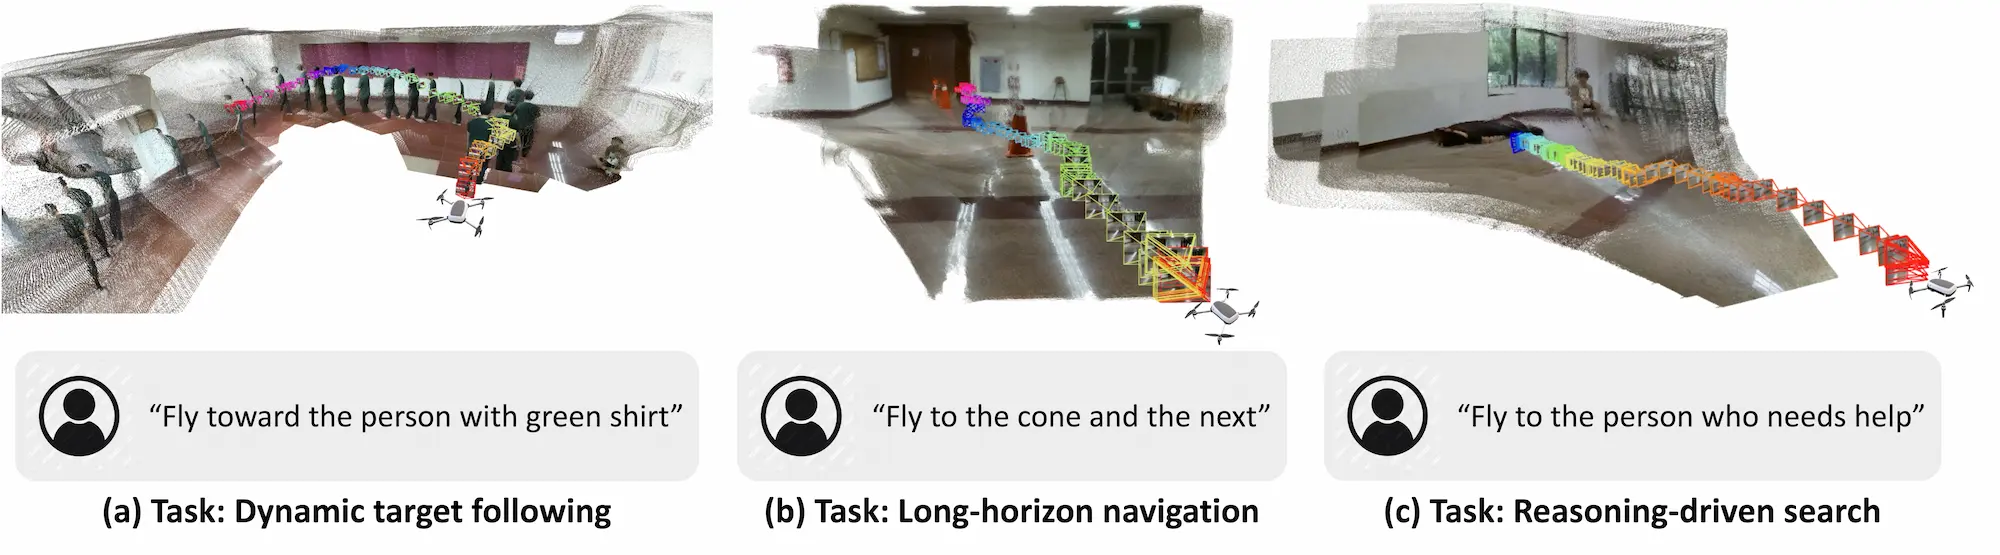 “Fly toward the person with green shirt”
“Fly to the cone and the next”
“Fly to the person who needs help”
(a) Task: Dynamic target following
(b) Task: Long-horizon navigation
(c) Task: Reasoning-driven search